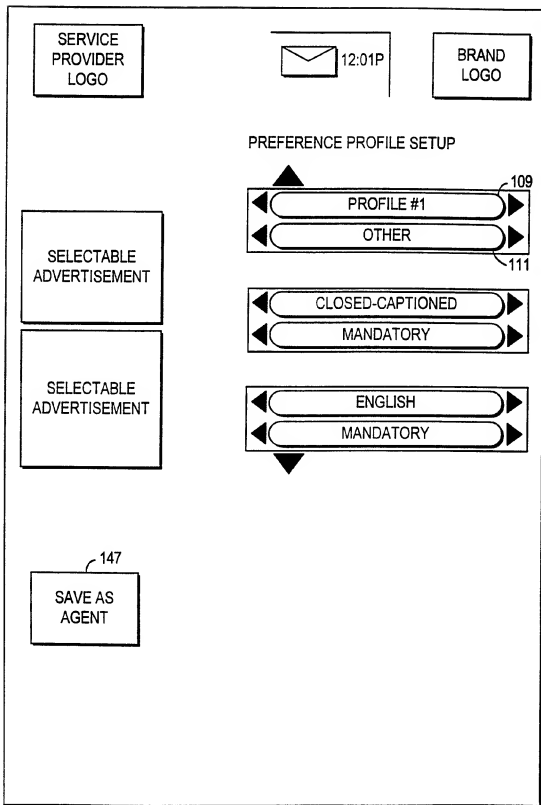 SERVICE
PROVIDER
LOGO
12:01P
BRAND
LOGO
PREFERENCE PROFILE SETUP
109
PROFILE #1
OTHER
111
SELECTABLE
ADVERTISEMENT
CLOSED-CAPTIONED
MANDATORY
SELECTABLE
ADVERTISEMENT
ENGLISH
MANDATORY
147
SAVE AS
AGENT